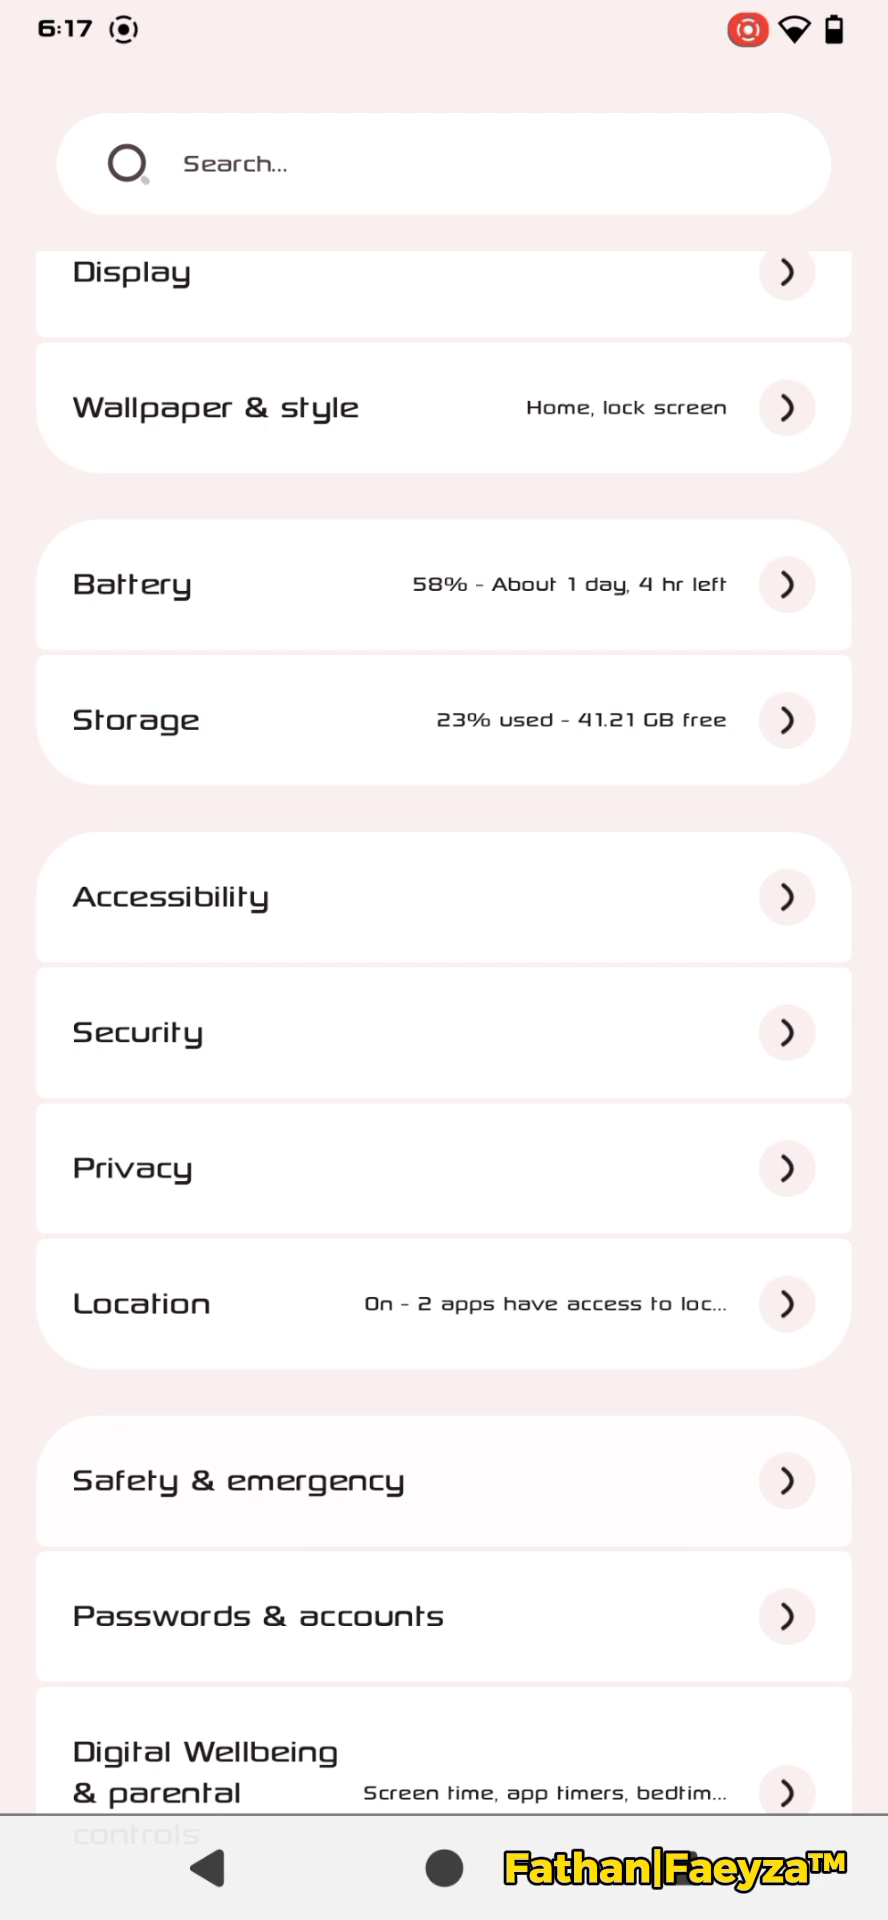 6:17
Search...
Display
Wallpaper & style
Home, lock screen
Battery
58% - About 1 day, 4 hr left
Storage
23% used - 41.21 GB free
Accessibility
Security
Privacy
Location
On - 2 apps have access to loc...
Safety & emergency
Passwords & accounts
Digital Wellbeing
& parental
controls
Screen time, app timers, bedtim...
Fathan|Faeyza™